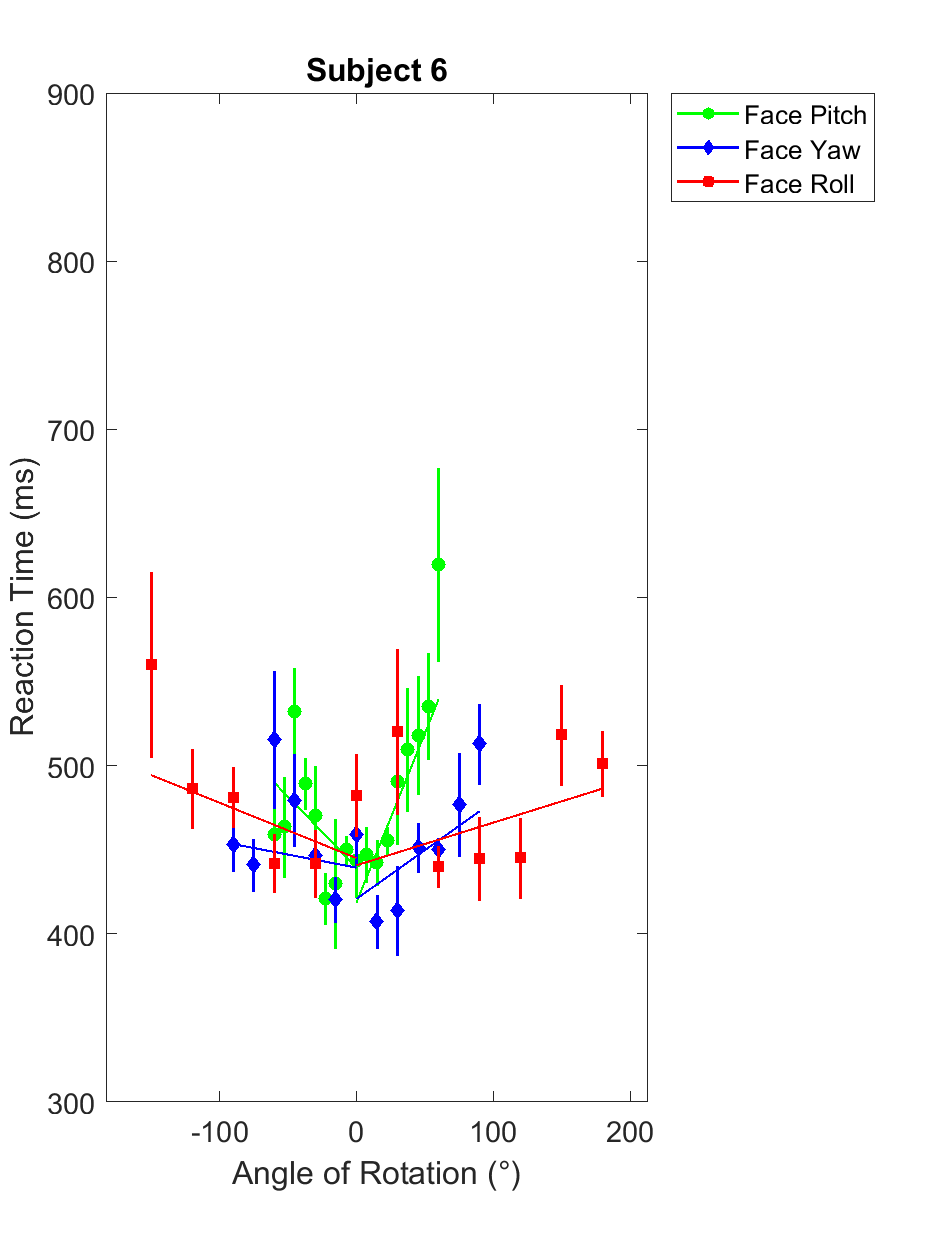 Subject 6
900
800
700
600
500
400
300
Reaction Time (ms)
-100
0
100
200
Angle of Rotation (°)
Face Pitch
Face Yaw
Face Roll